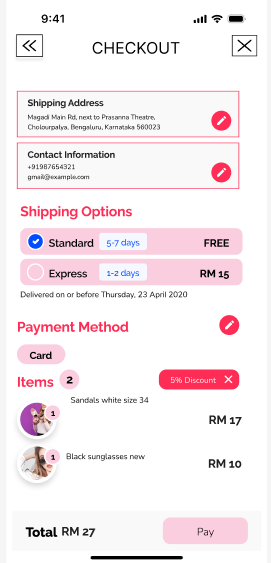 9:41
CHECKOUT
Shipping Address
Magadi Main Rd, next to Prasanna Theatre,
Cholourpalya, Bengaluru, Karnataka 560023
Contact Information
+91987654321
gmail@example.com
Shipping Options
Standard 5-7 days FREE
Express 1-2 days RM 15
Delivered on or before Thursday, 23 April 2020
Payment Method
Card
Items 2 5% Discount
Sandals white size 34
1 RM 17
1 Black sunglasses new
RM 10
Total RM 27 Pay